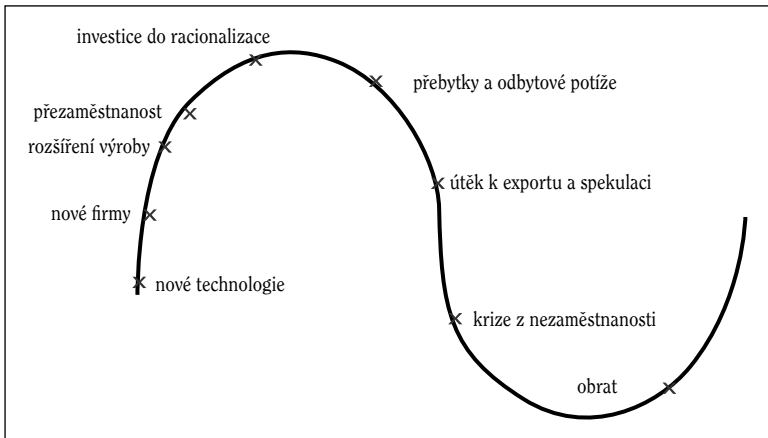 investice do racionalizace
přebytky a odbytové potíže
přezaměstnanost
rozšíření výroby
útěk k exportu a spekulaci
nové firmy
nové technologie
krize z nezaměstnanosti
obrat